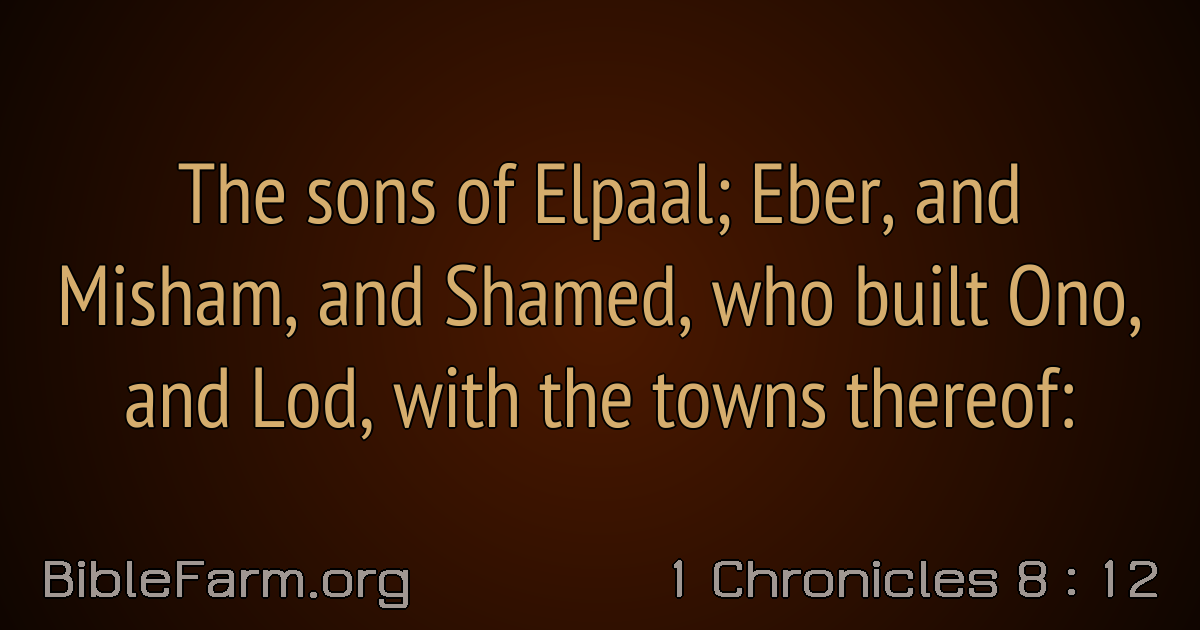 The sons of Elpaal; Eber, and
Misham, and Shamed, who built Ono,
and Lod, with the towns thereof:
BibleFarm.org
1 Chronicles 8 : 12